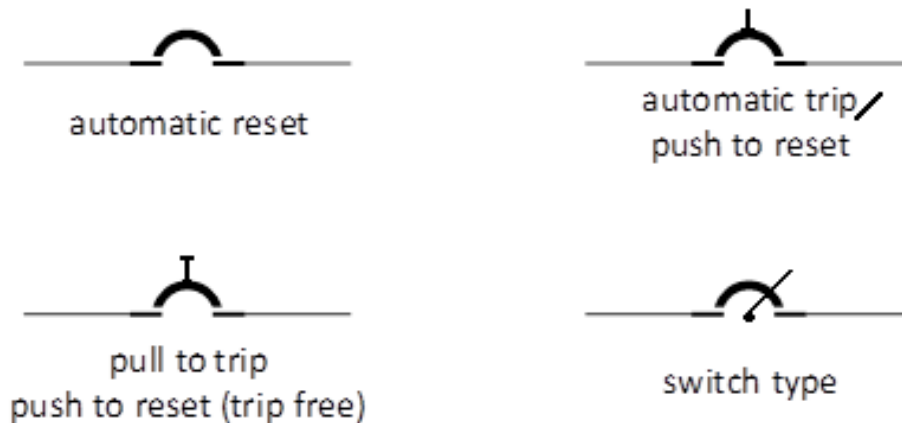 automatic reset
automatic trip/
push to reset
pull to trip
push to reset (trip free)
switch type